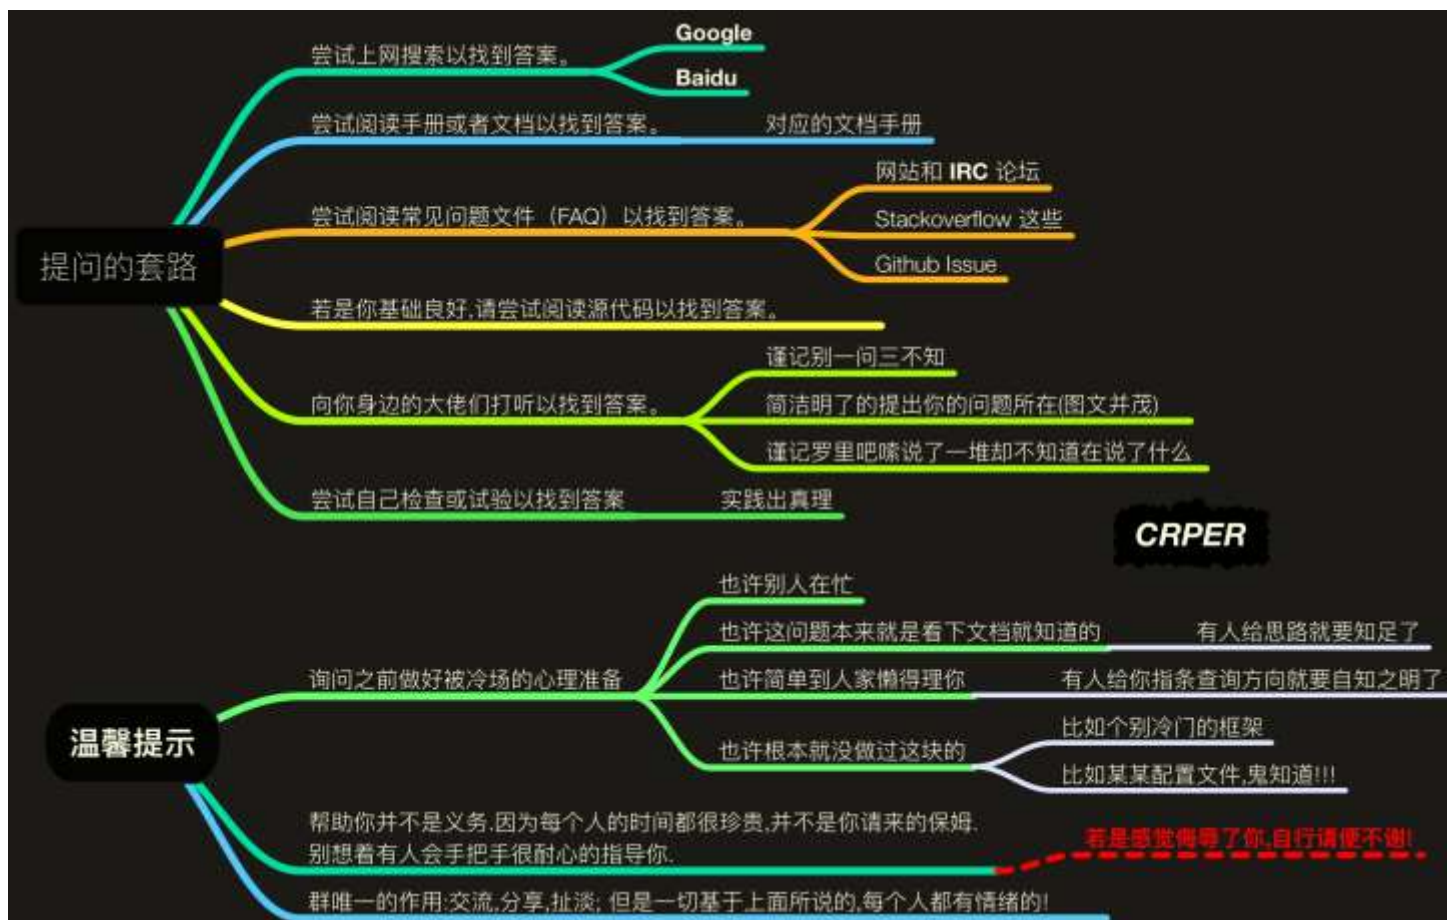 提问的套路
尝试上网搜索以找到答案。
Google
Baidu
尝试阅读手册或者文档以找到答案。
对应的文档手册
尝试阅读常见问题文件（FAQ）以找到答案。
网站和 IRC 论坛
Stackoverflow 这些
Github Issue
若是你基础良好,请尝试阅读源代码以找到答案。
向你身边的大佬们打听以找到答案。
谨记别一问三不知
简洁明了的提出你的问题所在(图文并茂)
谨记罗里吧嗦说了一堆却不知道在说了什么
尝试自己检查或试验以找到答案
实践出真理
CRPER
温馨提示
询问之前做好被冷场的心理准备
也许别人在忙
也许这问题本来就是看下文档就知道的
有人给思路就要知足了
也许简单到人家懒得理你
有人给你指条查询方向就要自知之明了
也许根本就没做过这块的
比如个别冷门的框架
比如某某配置文件,鬼知道!!!
帮助你并不是义务.因为每个人的时间都很珍贵,并不是你请来的保姆.
别想着有人会手把手很耐心的指导你.
若是感觉侮辱了你,自行请便不谢!
群唯一的作用:交流,分享,扯淡; 但是一切基于上面所说的,每个人都有情绪的!